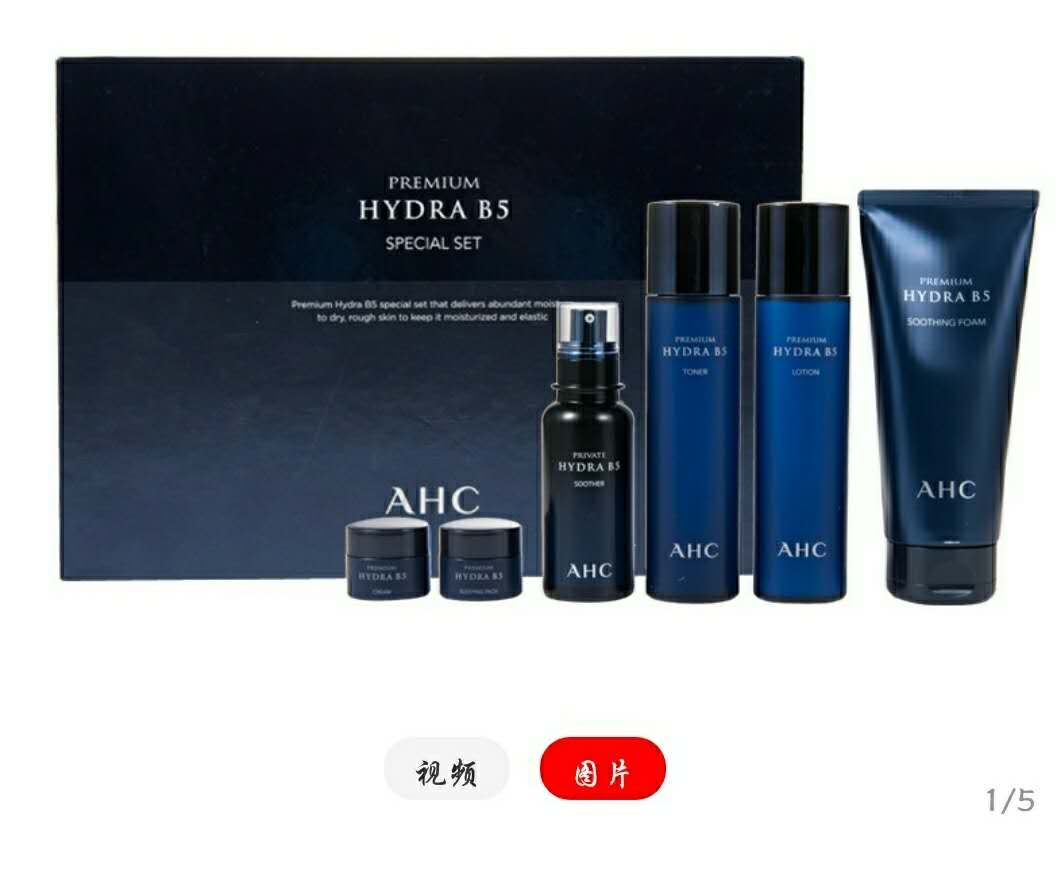 PREMIUM
HYDRA B5
SPECIAL SET
Premium Hydra B5 special set that delivers abundant
to dry, rough skin to keep it moisturized and elastic
AHC
PREMIUM
HYDRA B5
CREAM
PREMIUM
HYDRA B5
SOOTHING PACK
PRIVATE
HYDRA B5
SOOTHER
AHC
PREMIUM
HYDRA B5
TONER
AHC
PREMIUM
HYDRA B5
LOTION
AHC
PREMIUM
HYDRA B5
SOOTHING FOAM
AHC
视频
图片
1/5